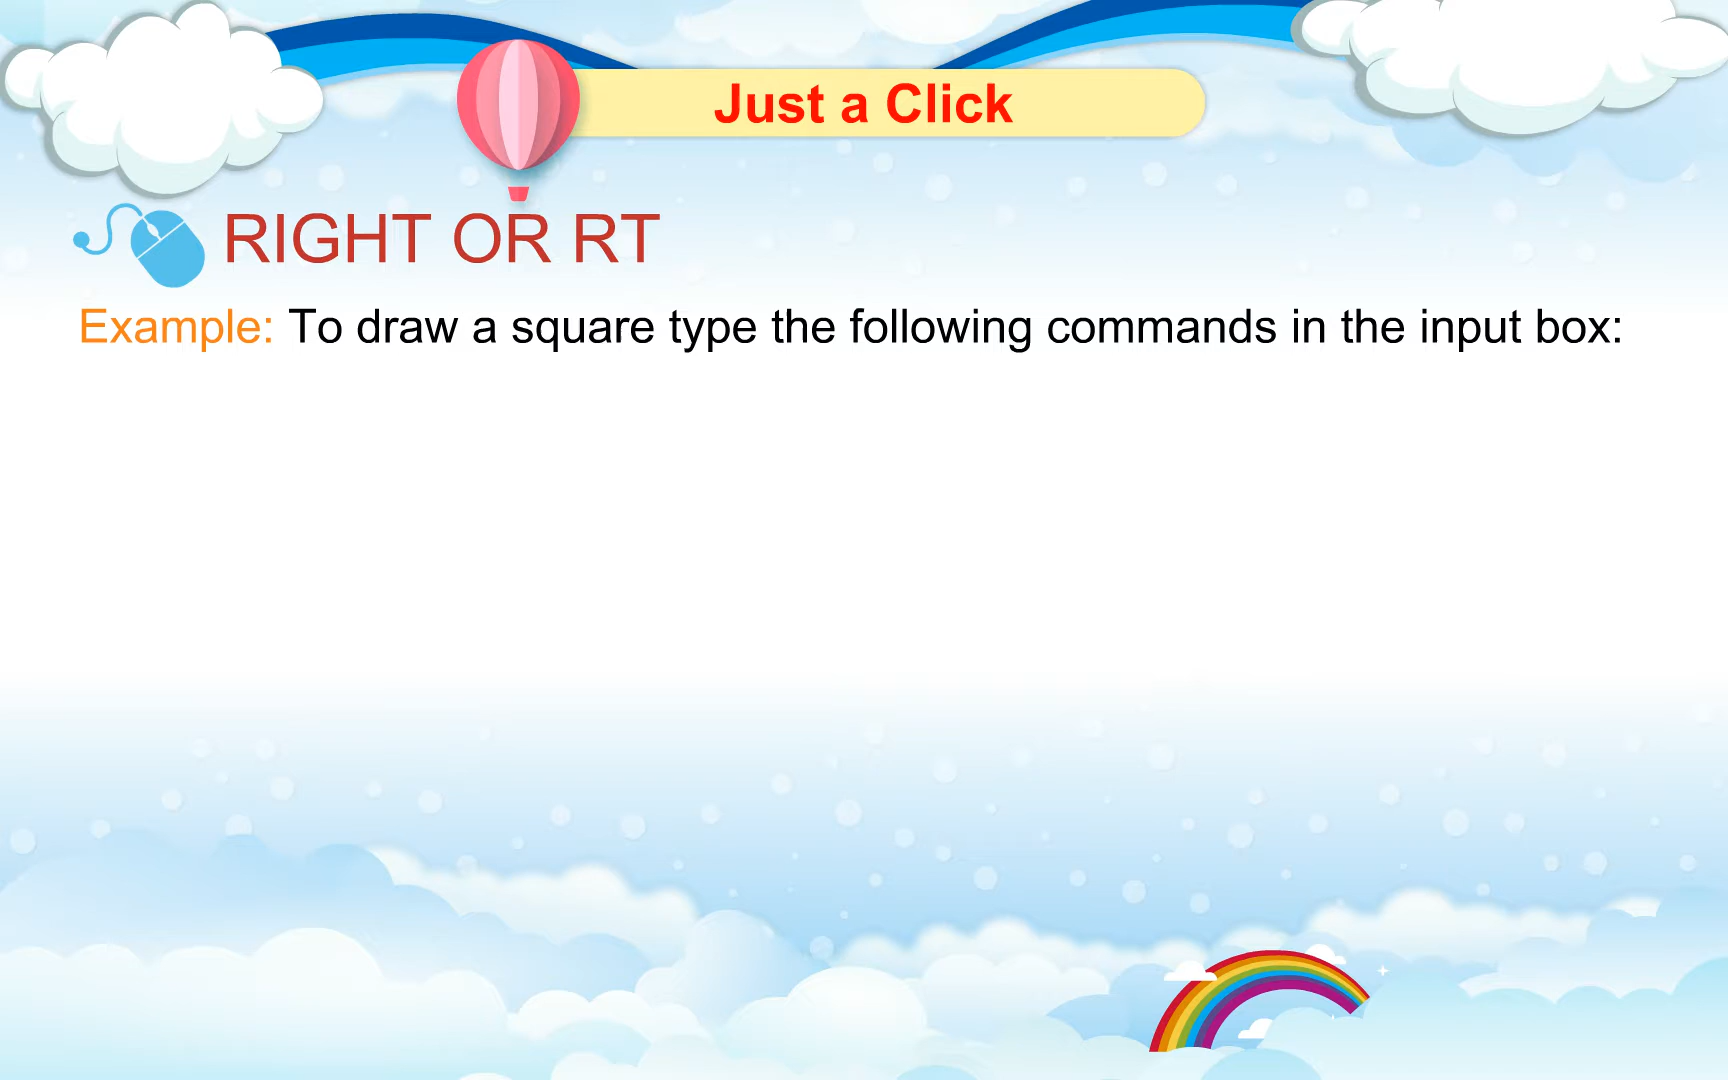 Just a Click
RIGHT OR RT
Example: To draw a square type the following commands in the input box: